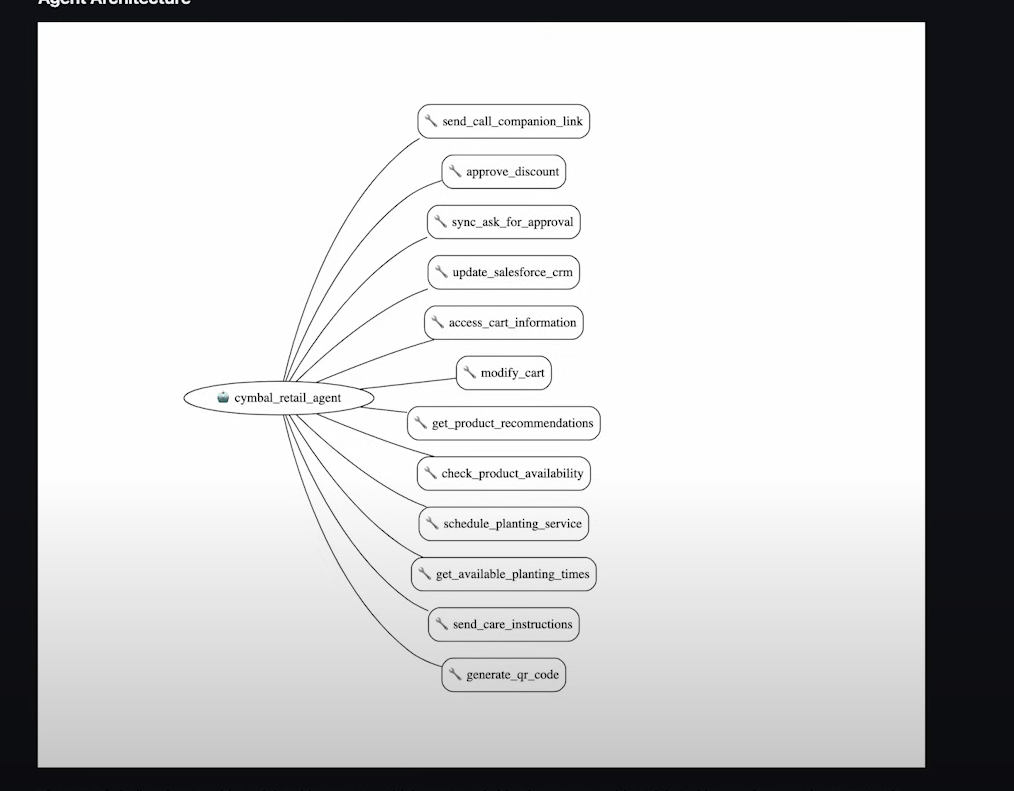 Agent Architecture
send_call_companion_link
approve_discount
sync_ask_for_approval
update_salesforce_crm
access_cart_information
modify_cart
cymbal_retail_agent
get_product_recommendations
check_product_availability
schedule_planting_service
get_available_planting_times
send_care_instructions
generate_qr_code